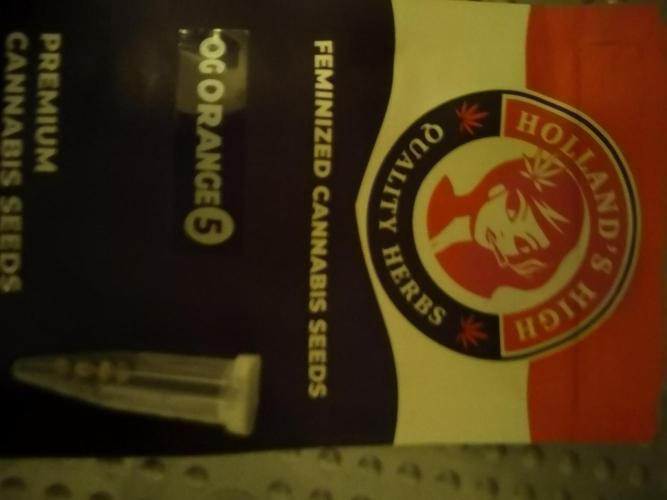 HOLLAND'S HIGH
QUALITY HERBS
FEMINIZED CANNABIS SEEDS
OG ORANGE 5
PREMIUM
CANNABIS SEEDS